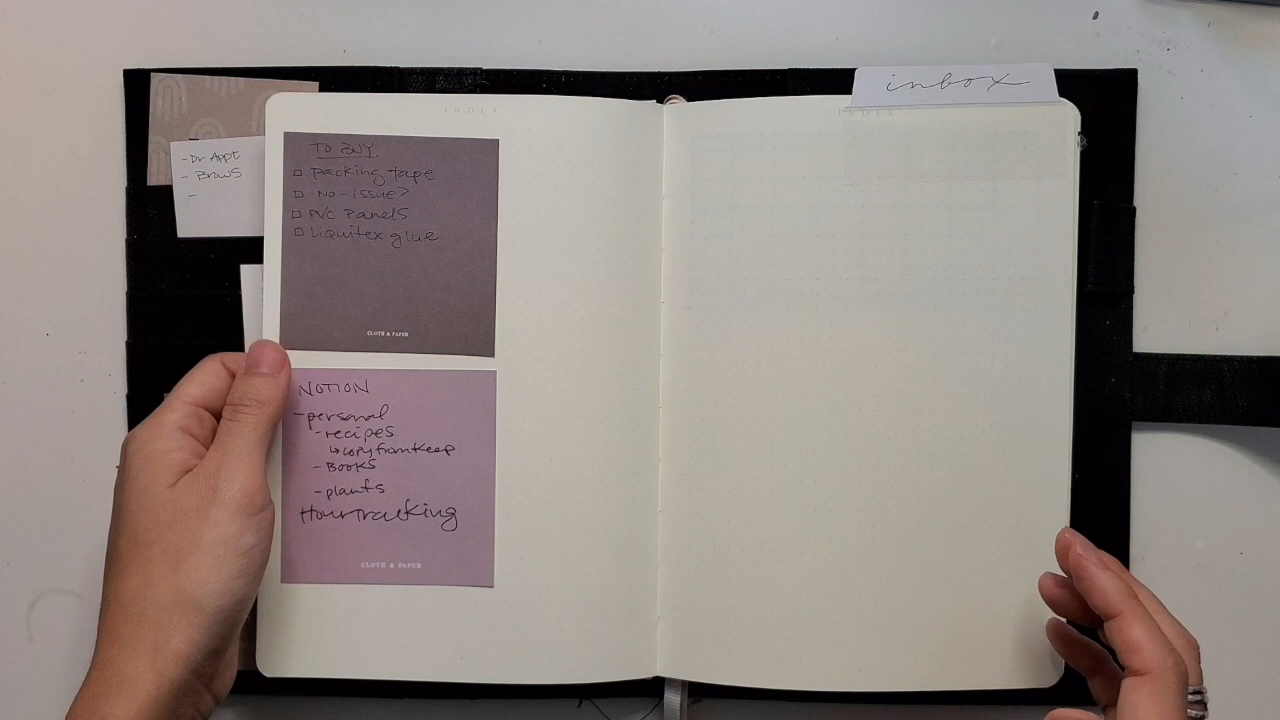 inbox
INDEX
INDEX
-Dr Appt
- Brows
-
TO BUY
□ Packing tape
□ No-issue?
□ PVC Panels
□ Liquitex glue
CLOTH & PAPER
NOTION
-personal
-recipes
↳copy from Keep
-Books
-plants
Hour Tracking
CLOTH & PAPER